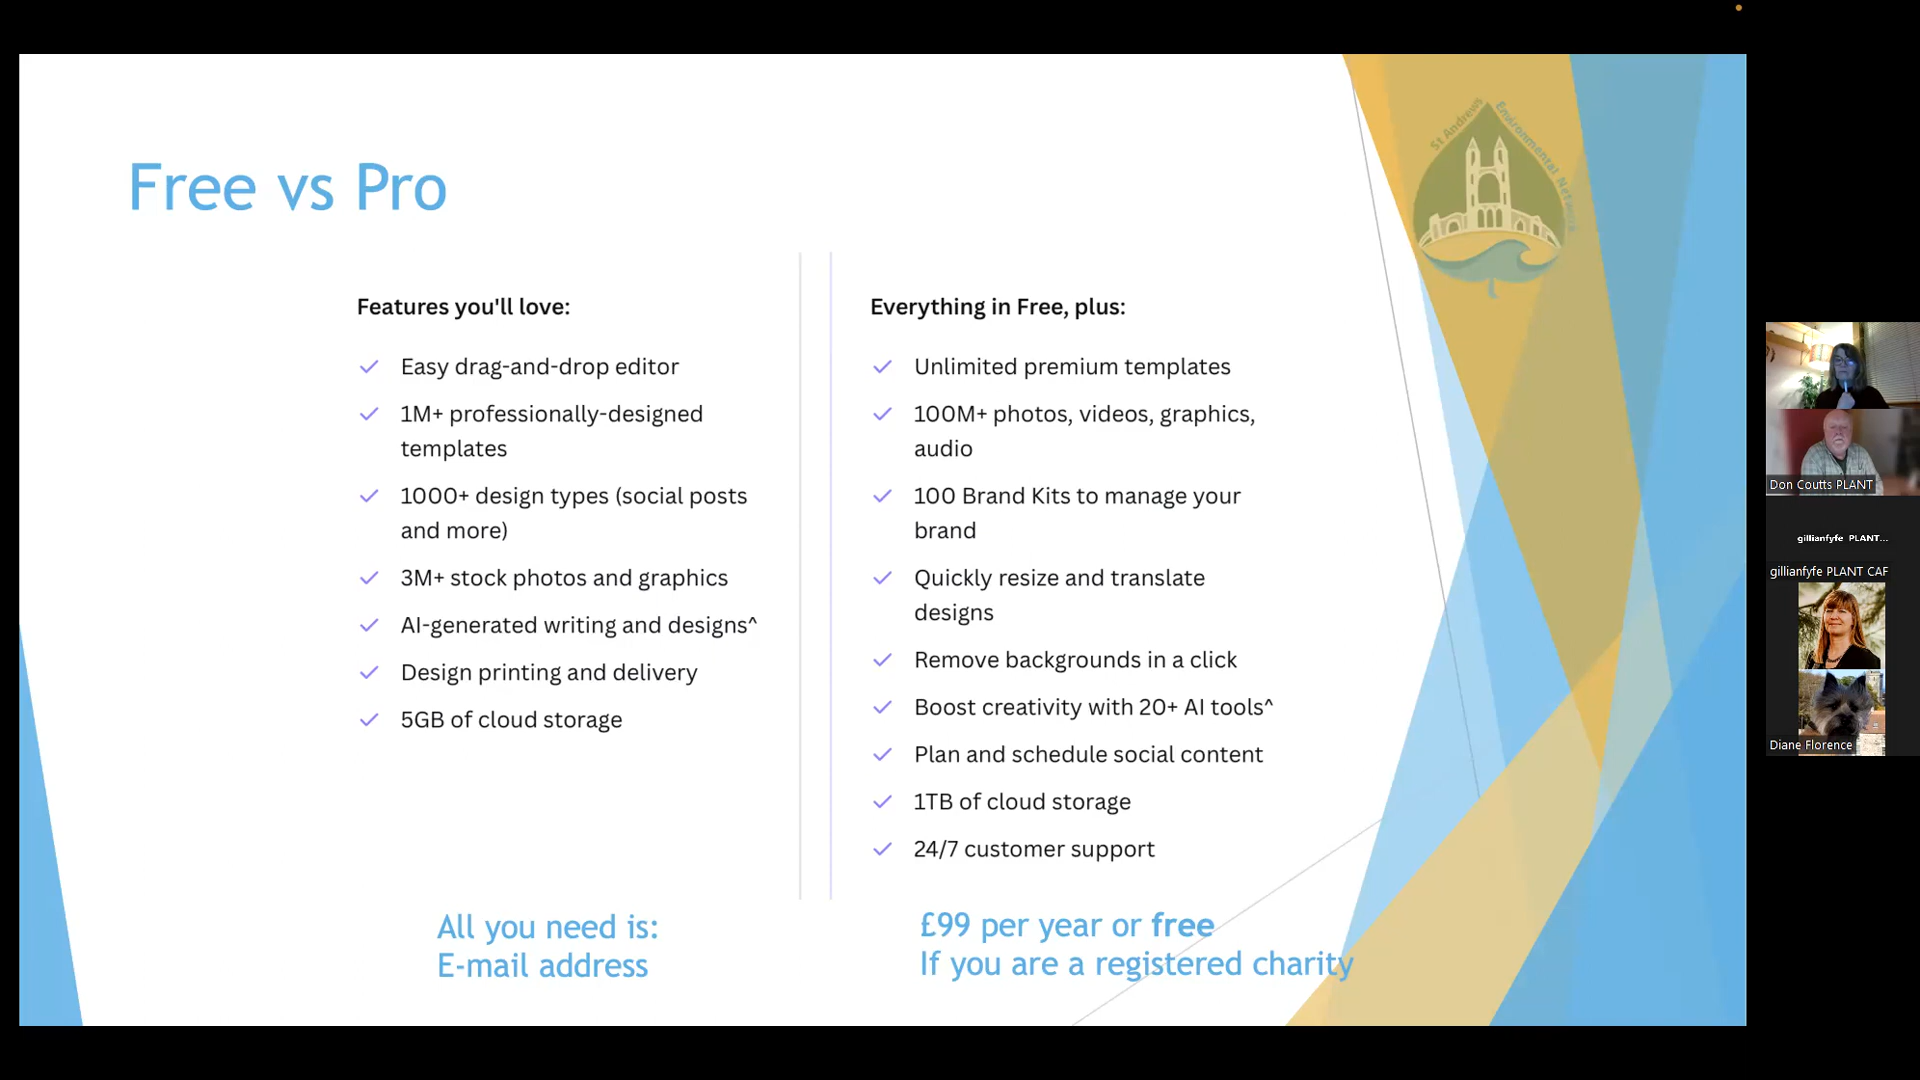 Free vs Pro
Features you'll love:
Easy drag-and-drop editor
1M+ professionally-designed
templates
1000+ design types (social posts
and more)
3M+ stock photos and graphics
AI-generated writing and designs^
Design printing and delivery
5GB of cloud storage
All you need is:
E-mail address
Everything in Free, plus:
Unlimited premium templates
100M+ photos, videos, graphics,
audio
100 Brand Kits to manage your
brand
Quickly resize and translate
designs
Remove backgrounds in a click
Boost creativity with 20+ AI tools^
Plan and schedule social content
1TB of cloud storage
24/7 customer support
£99 per year or free
If you are a registered charity
St Andrews Environmental Network
Don Coutts PLANT
gillianfyfe PLANT...
gillianfyfe PLANT CAF
Diane Florence